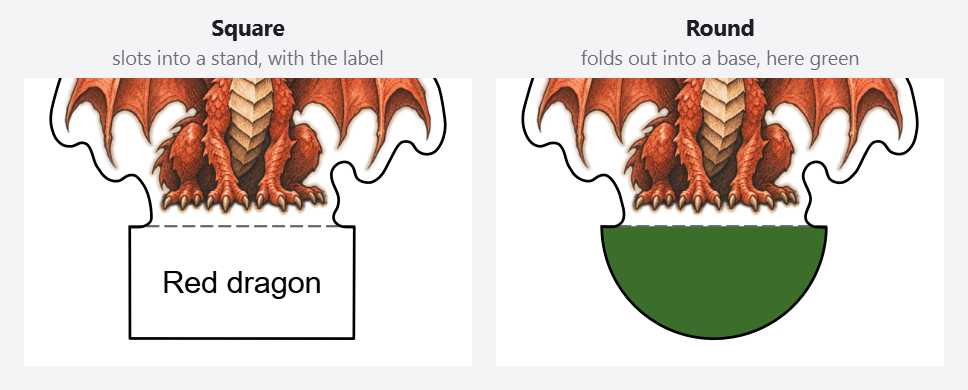 Square
slots into a stand, with the label
Round
folds out into a base, here green
Red dragon